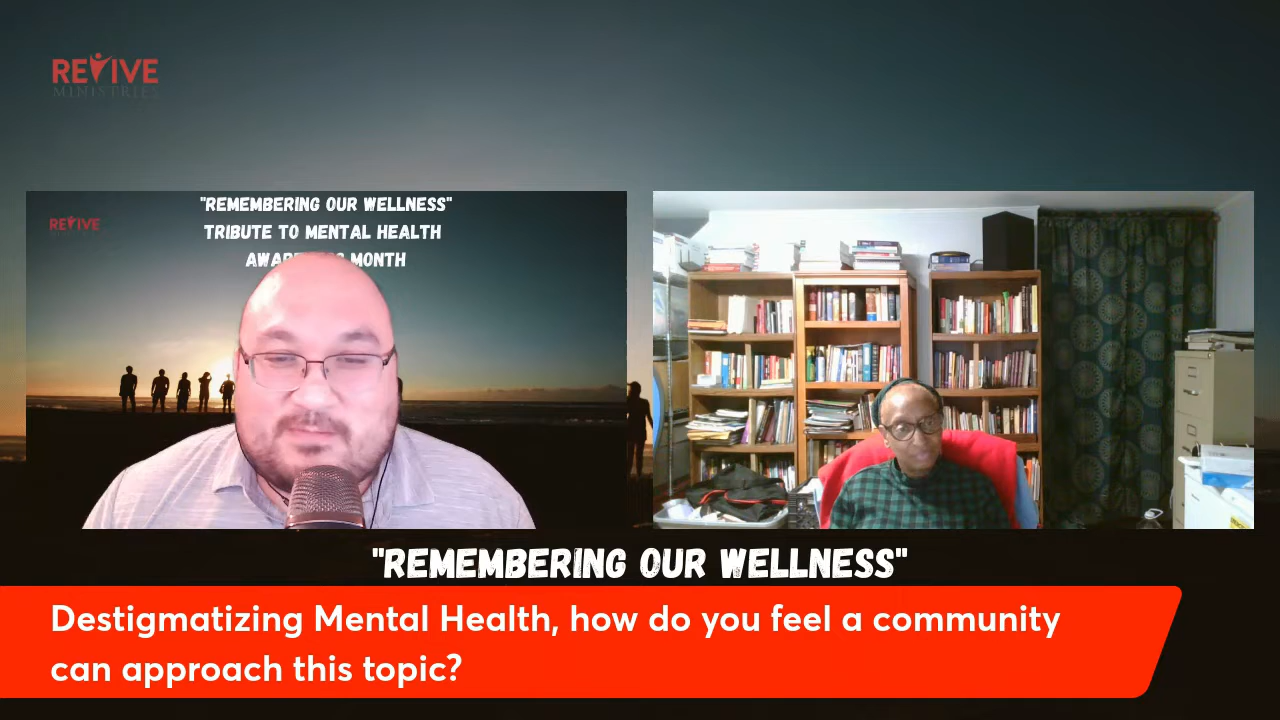 REVIVE
MINISTRIES
"REMEMBERING OUR WELLNESS"
REVIVE
TRIBUTE TO MENTAL HEALTH
MONTH
"REMEMBERING OUR WELLNESS"
Destigmatizing Mental Health, how do you feel a community
can approach this topic?